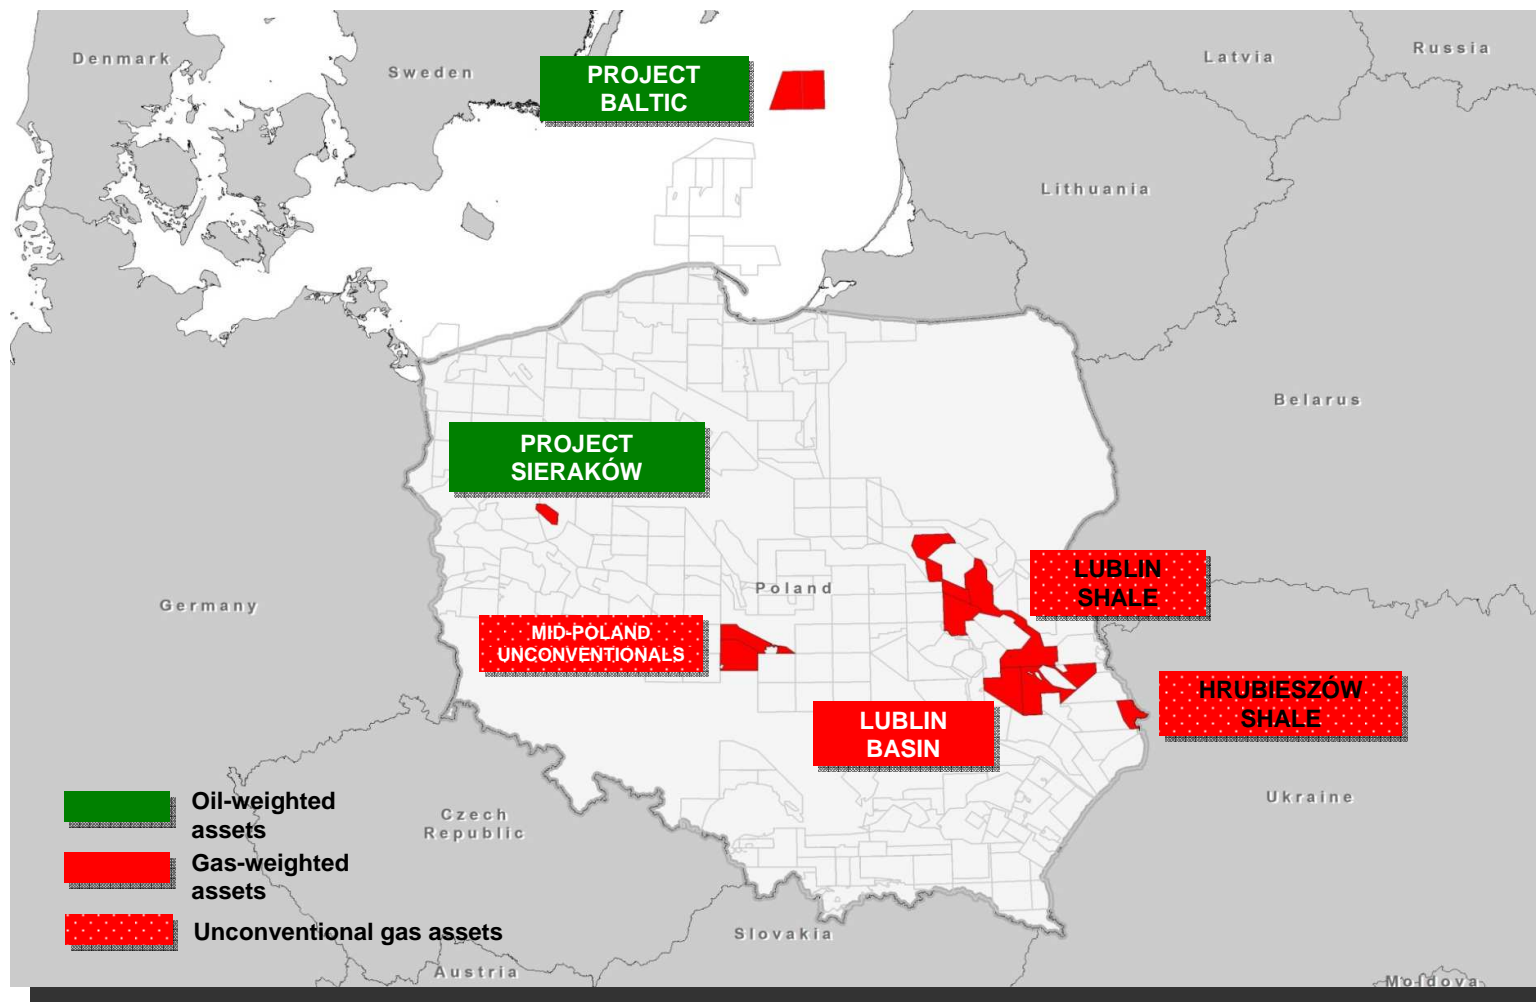 Denmark
Sweden
Latvia
Russia
PROJECT
BALTIC
Lithuania
Belarus
PROJECT
SIERAKÓW
Germany
Poland
LUBLIN
SHALE
MID-POLAND
UNCONVENTIONALS
HRUBIESZÓW
SHALE
LUBLIN
BASIN
Ukraine
Czech
Republic
Oil-weighted
assets
Gas-weighted
assets
Unconventional gas assets
Slovakia
Austria
Moldova